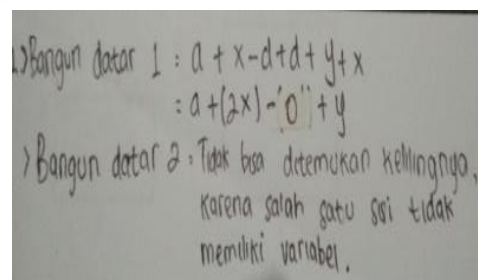 1.) Bangun datar 1 : a + x - d + d + y + x
: a + (2x) - "0" + y
> Bangun datar 2 : Tidak bisa ditemukan kelilingnya,
karena salah satu sisi tidak
memiliki variabel.